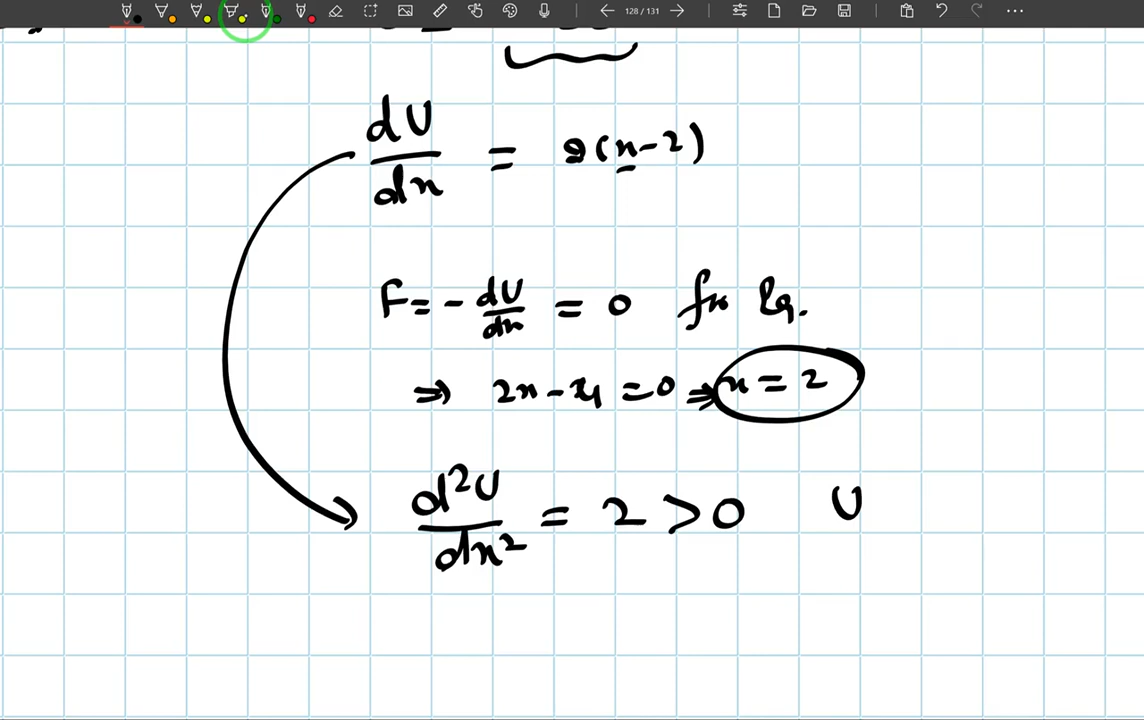 128 / 131
dU/dx = 2(x-2)
F = - dU/dx = 0 for Eq.
⇒ 2x - 4 = 0 ⇒ x = 2
d²U/dx² = 2 > 0 U